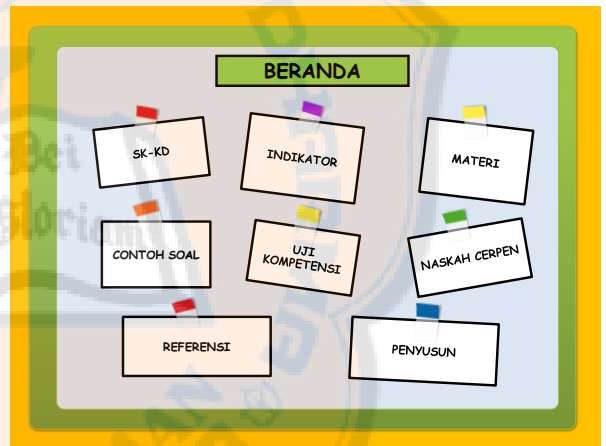 BERANDA
SK-KD
INDIKATOR
MATERI
CONTOH SOAL
UJI
KOMPETENSI
NASKAH CERPEN
REFERENSI
PENYUSUN